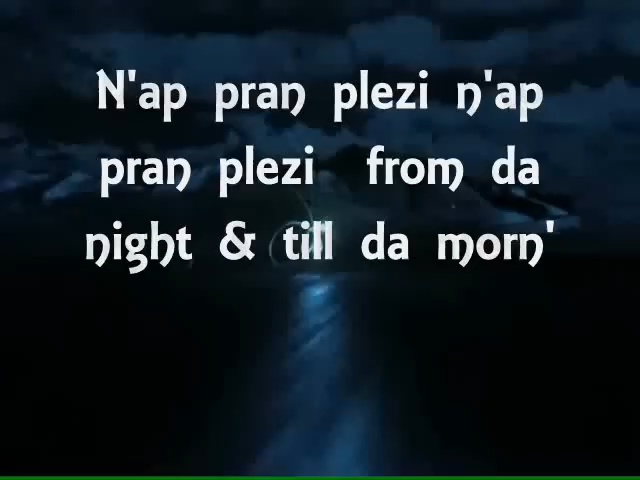 N'ap pran plezi n'ap
pran plezi from da
night & till da morn'